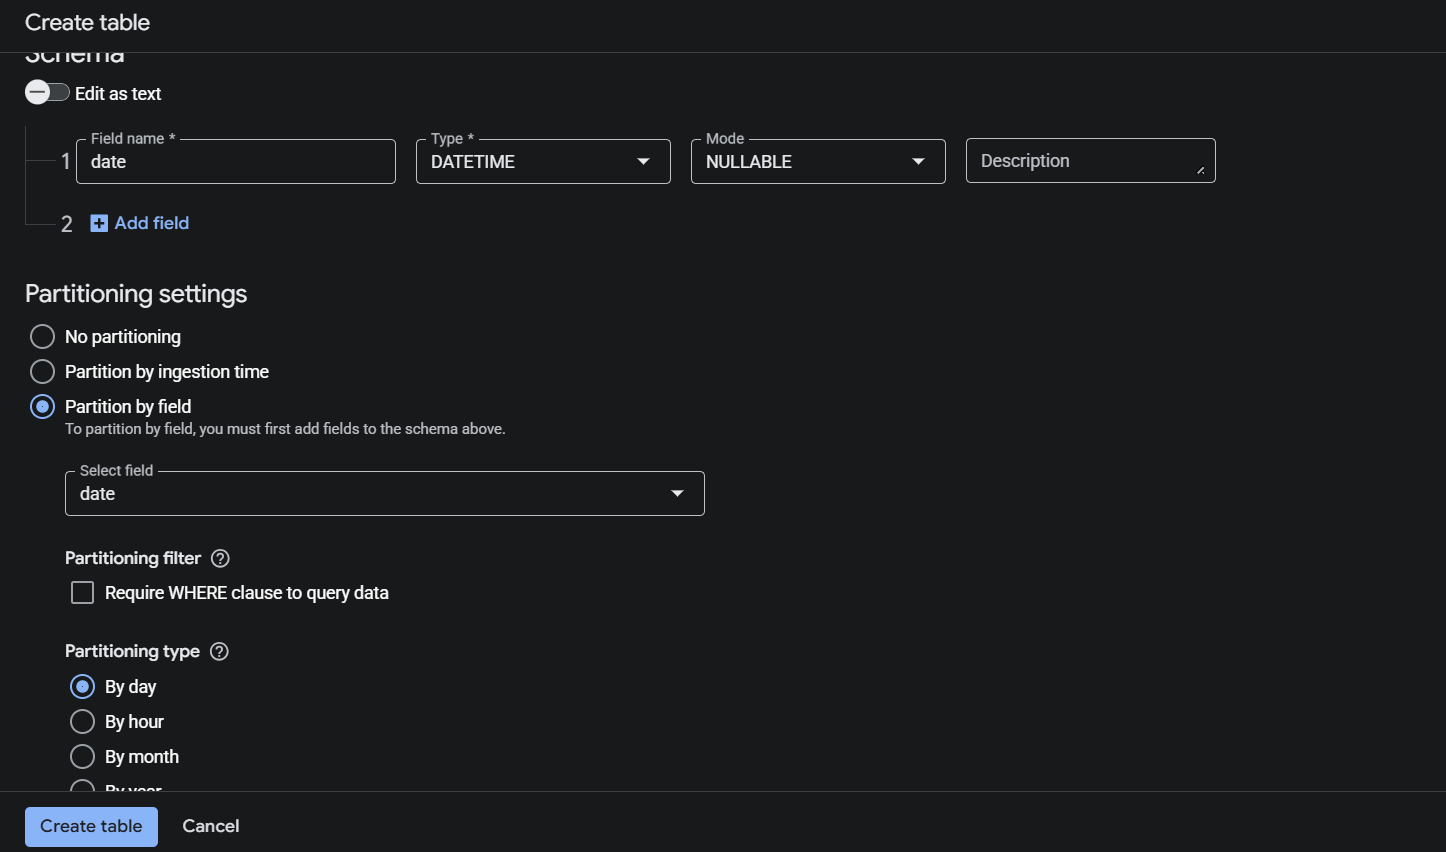 Create table
Schema
Edit as text
1 Field name * date Type * DATETIME Mode NULLABLE Description
2 Add field
Partitioning settings
No partitioning
Partition by ingestion time
Partition by field
To partition by field, you must first add fields to the schema above.
Select field
date
Partitioning filter
Require WHERE clause to query data
Partitioning type
By day
By hour
By month
By year
Create table Cancel